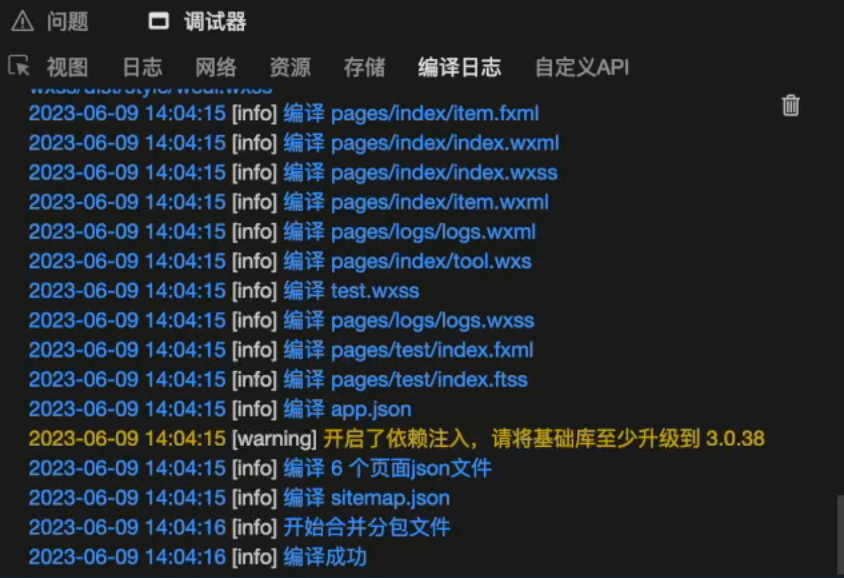 问题 调试器
视图 日志 网络 资源 存储 编译日志 自定义API
2023-06-09 14:04:15 [info] 编译 pages/index/item.fxml
2023-06-09 14:04:15 [info] 编译 pages/index/index.wxml
2023-06-09 14:04:15 [info] 编译 pages/index/index.wxss
2023-06-09 14:04:15 [info] 编译 pages/index/item.wxml
2023-06-09 14:04:15 [info] 编译 pages/logs/logs.wxml
2023-06-09 14:04:15 [info] 编译 pages/index/tool.wxs
2023-06-09 14:04:15 [info] 编译 test.wxss
2023-06-09 14:04:15 [info] 编译 pages/logs/logs.wxss
2023-06-09 14:04:15 [info] 编译 pages/test/index.fxml
2023-06-09 14:04:15 [info] 编译 pages/test/index.ftss
2023-06-09 14:04:15 [info] 编译 app.json
2023-06-09 14:04:15 [warning] 开启了依赖注入，请将基础库至少升级到 3.0.38
2023-06-09 14:04:15 [info] 编译 6 个页面json文件
2023-06-09 14:04:15 [info] 编译 sitemap.json
2023-06-09 14:04:16 [info] 开始合并分包文件
2023-06-09 14:04:16 [info] 编译成功